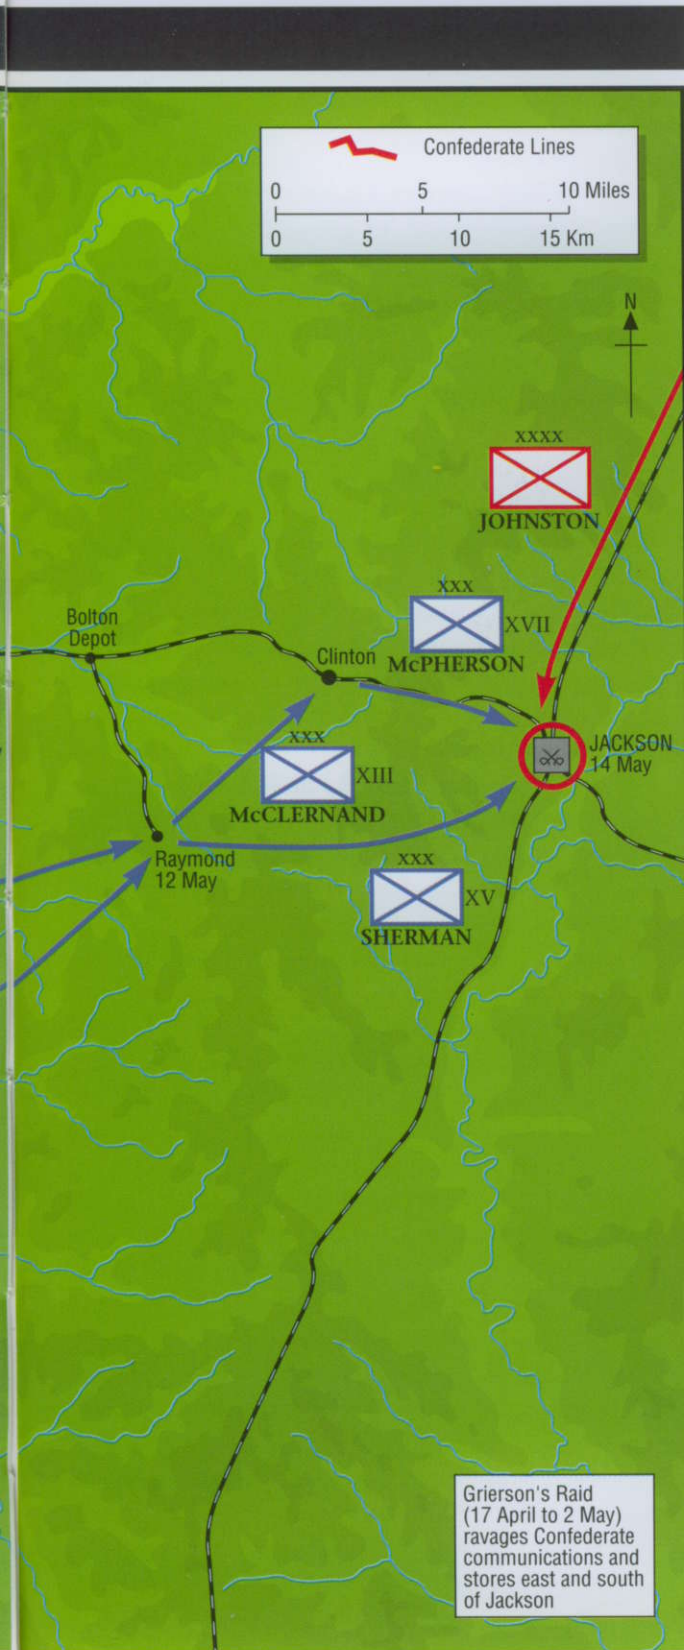 Confederate Lines
0 5 10 Miles
0 5 10 15 Km
N
XXXX
JOHNSTON
XXX
XVII
McPHERSON
Bolton
Depot
Clinton
XXX
XIII
McCLERNAND
JACKSON
14 May
Raymond
12 May
XXX
XV
SHERMAN
Grierson's Raid
(17 April to 2 May)
ravages Confederate
communications and
stores east and south
of Jackson